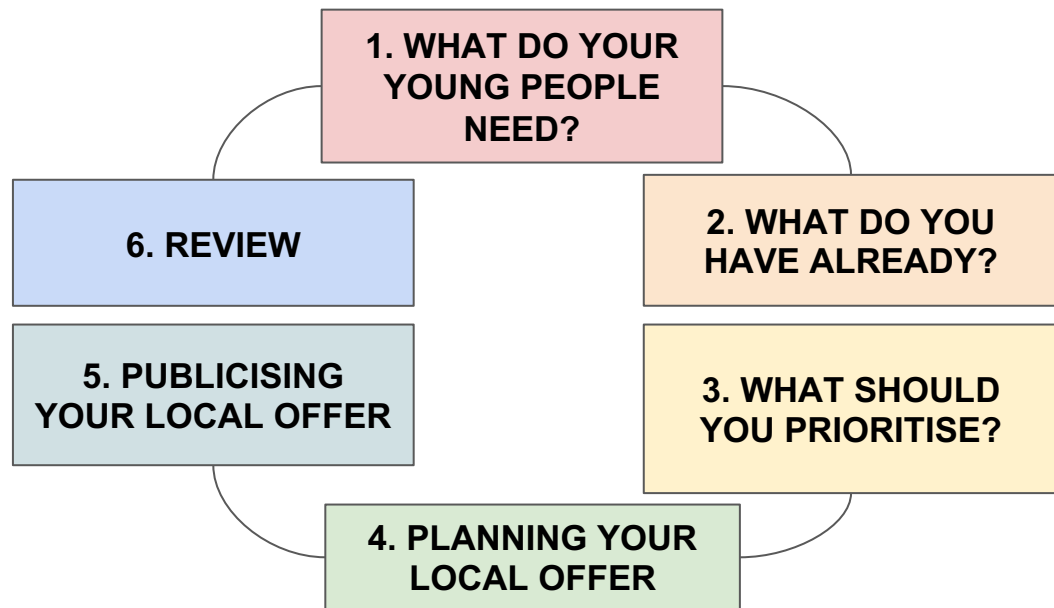 1. WHAT DO YOUR
YOUNG PEOPLE
NEED?
2. WHAT DO YOU
HAVE ALREADY?
3. WHAT SHOULD
YOU PRIORITISE?
4. PLANNING YOUR
LOCAL OFFER
5. PUBLICISING
YOUR LOCAL OFFER
6. REVIEW